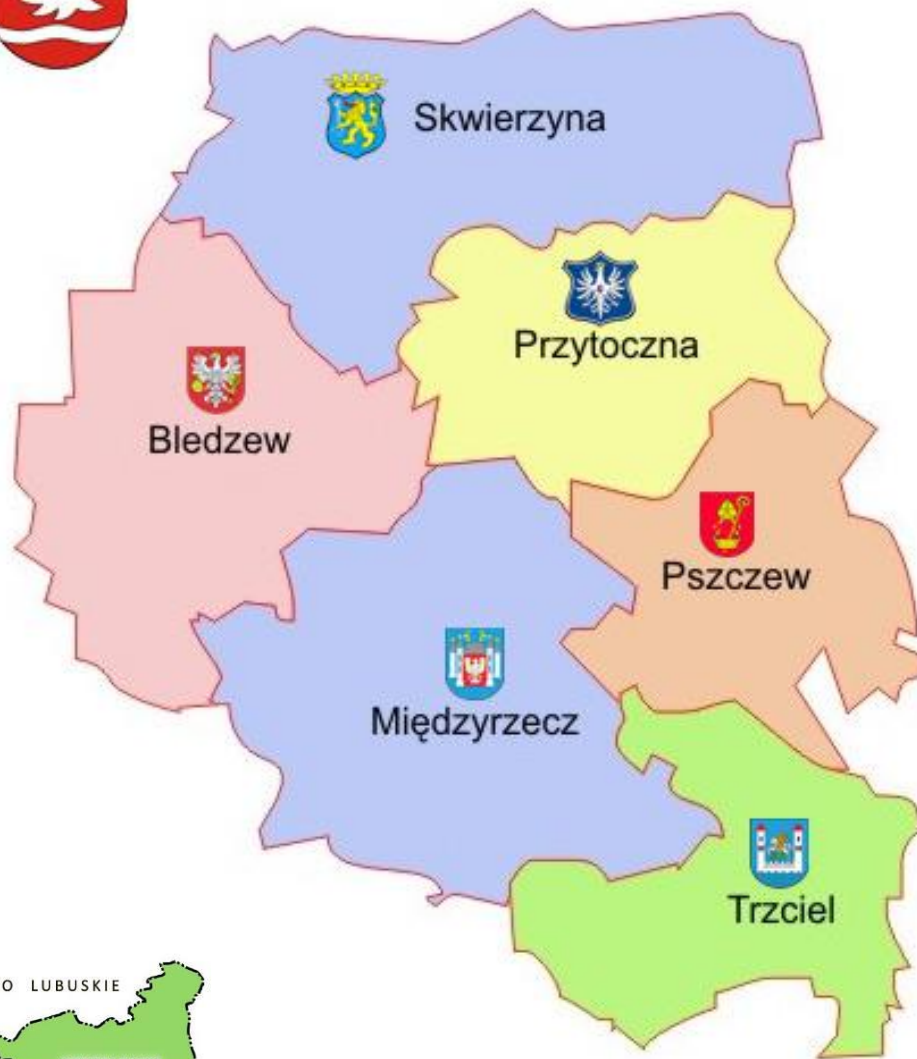 Skwierzyna
Przytoczna
Bledzew
Pszczew
Międzyrzecz
Trzciel
O LUBUSKIE